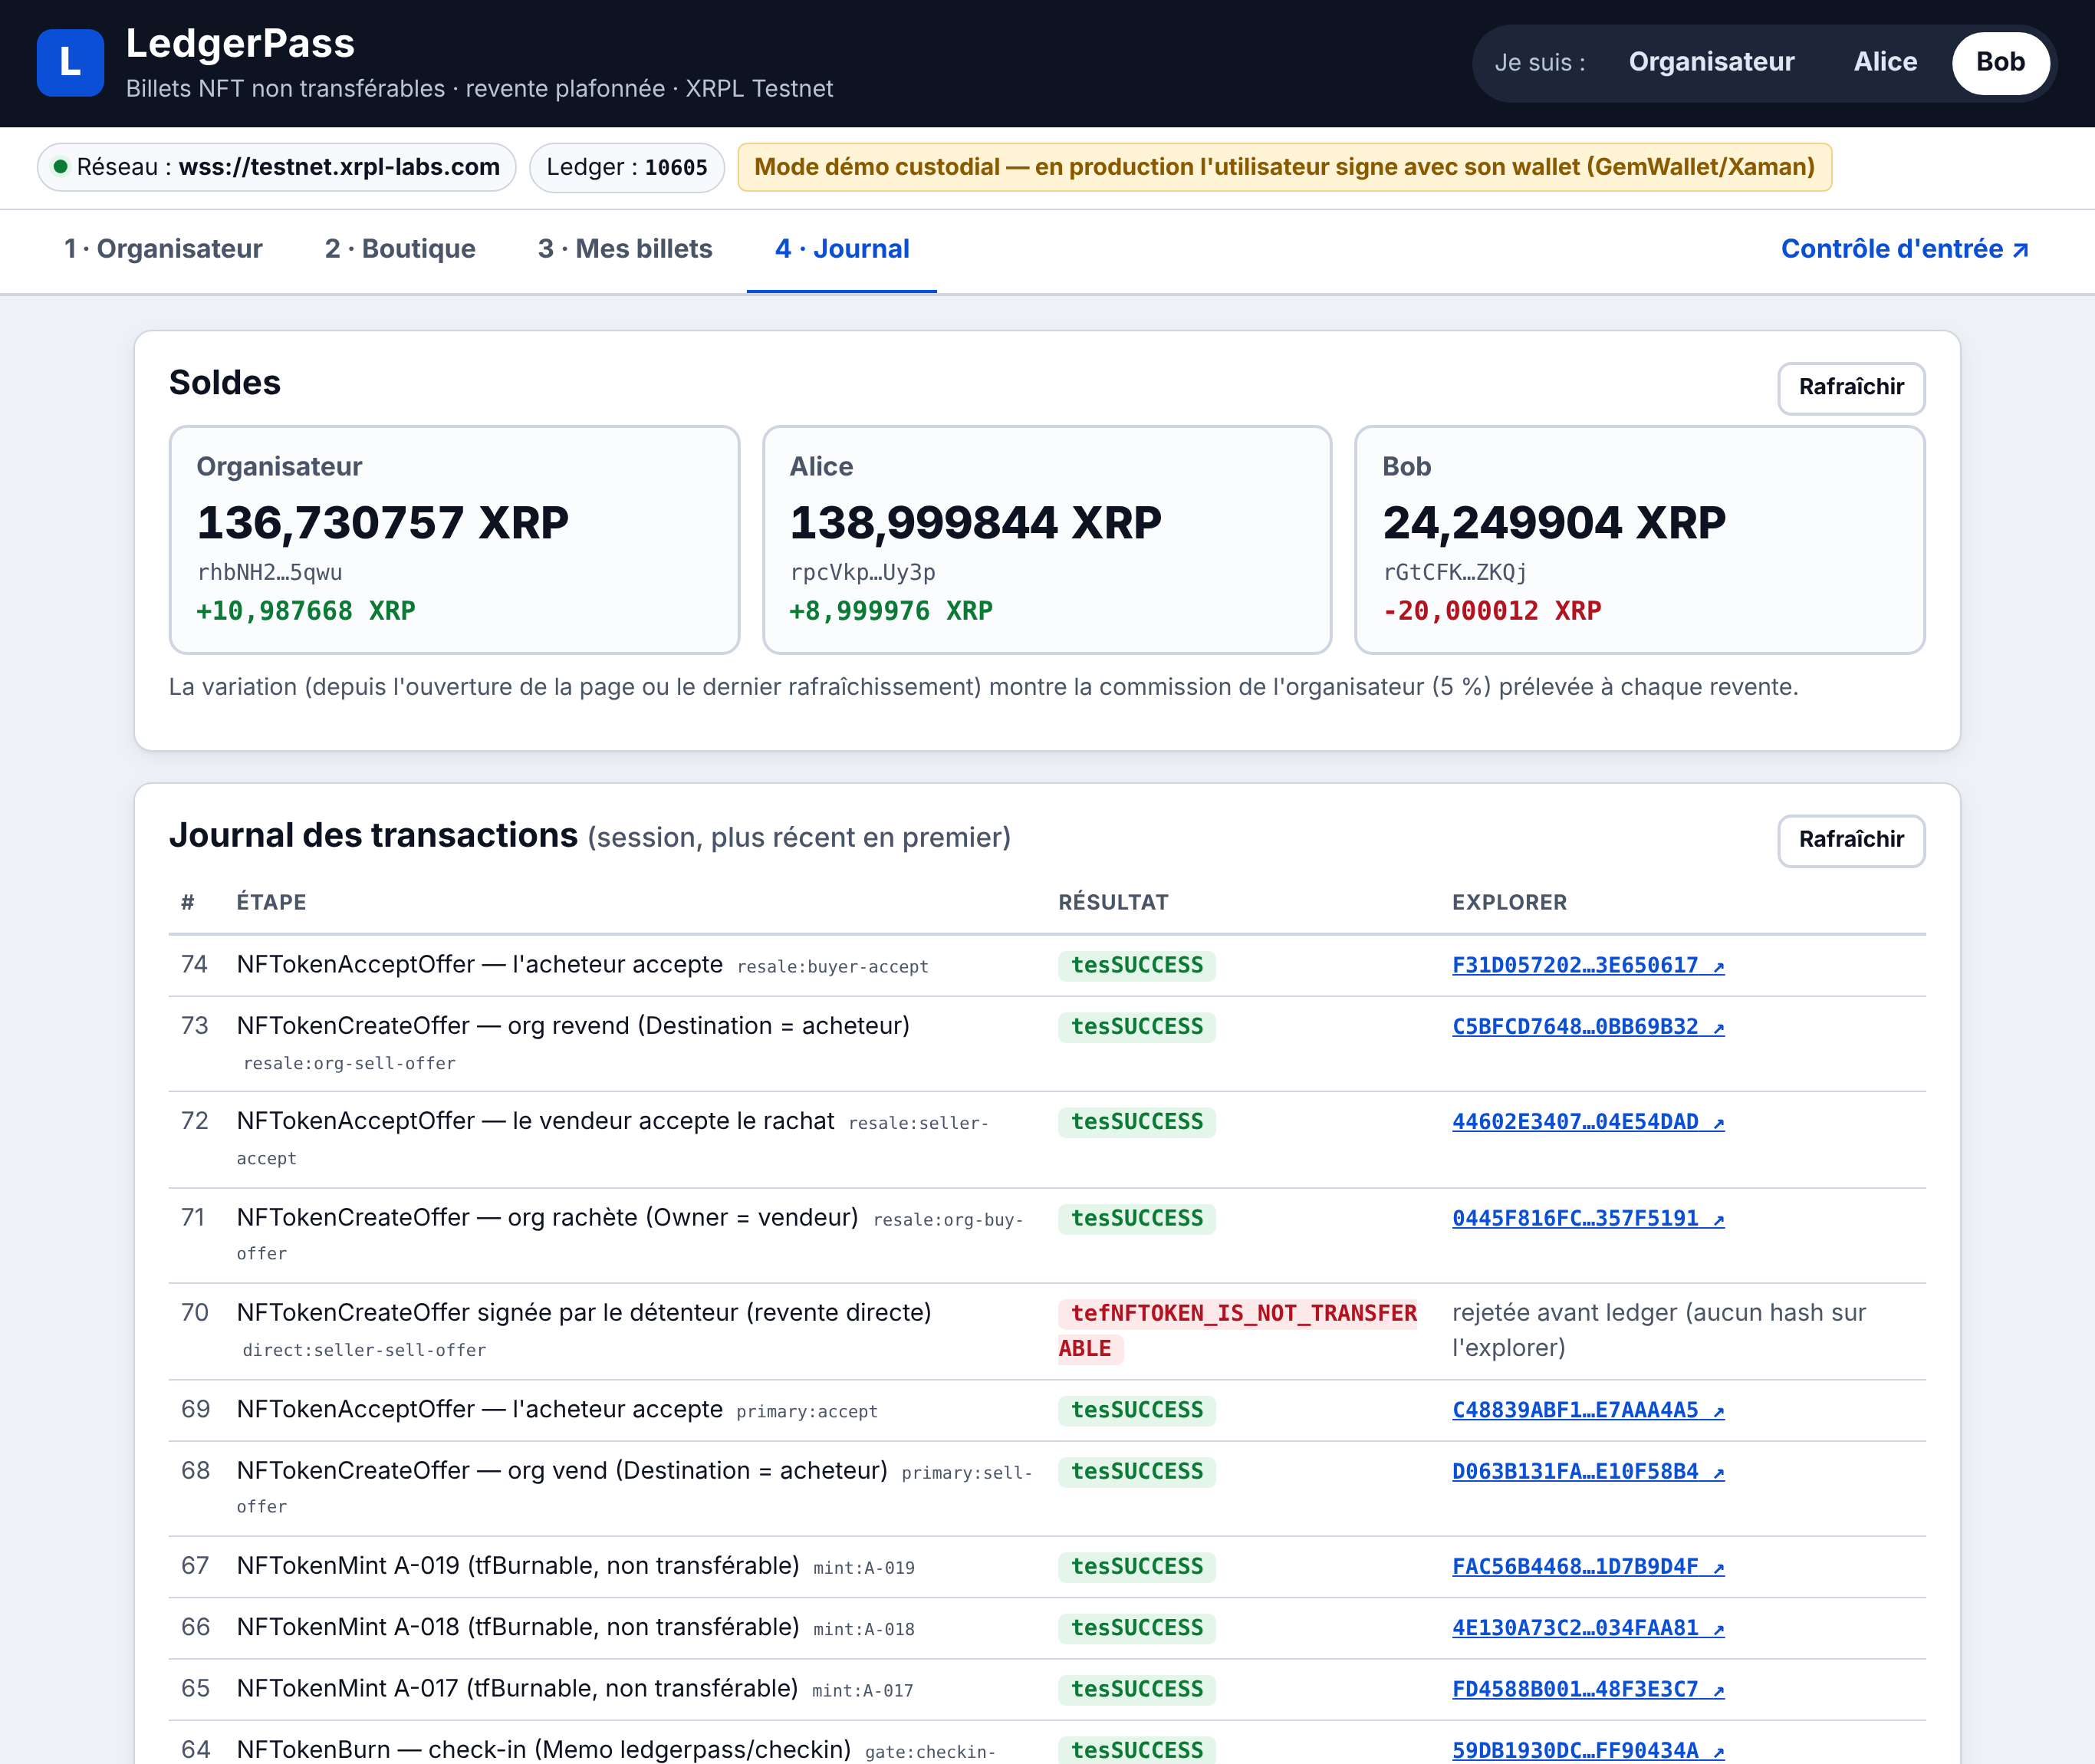 L
LedgerPass
Billets NFT non transférables · revente plafonnée · XRPL Testnet
Je suis : Organisateur Alice Bob
Réseau : wss://testnet.xrpl-labs.com Ledger : 10605 Mode démo custodial — en production l'utilisateur signe avec son wallet (GemWallet/Xaman)
1 · Organisateur 2 · Boutique 3 · Mes billets 4 · Journal Contrôle d'entrée ↗
Soldes Rafraîchir
Organisateur
136,730757 XRP
rhbNH2…5qwu
+10,987668 XRP
Alice
138,999844 XRP
rpcVkp…Uy3p
+8,999976 XRP
Bob
24,249904 XRP
rGtCFK…ZKQj
-20,000012 XRP
La variation (depuis l'ouverture de la page ou le dernier rafraîchissement) montre la commission de l'organisateur (5 %) prélevée à chaque revente.
Journal des transactions (session, plus récent en premier) Rafraîchir
# ÉTAPE RÉSULTAT EXPLORER
74 NFTokenAcceptOffer — l'acheteur accepte resale:buyer-accept tesSUCCESS F31D057202…3E650617 ↗
73 NFTokenCreateOffer — org revend (Destination = acheteur) tesSUCCESS C5BFCD7648…0BB69B32 ↗
resale:org-sell-offer
72 NFTokenAcceptOffer — le vendeur accepte le rachat resale:seller- tesSUCCESS 44602E3407…04E54DAD ↗
accept
71 NFTokenCreateOffer — org rachète (Owner = vendeur) resale:org-buy- tesSUCCESS 0445F816FC…357F5191 ↗
offer
70 NFTokenCreateOffer signée par le détenteur (revente directe) tefNFTOKEN_IS_NOT_TRANSFER rejetée avant ledger (aucun hash sur
direct:seller-sell-offer ABLE l'explorer)
69 NFTokenAcceptOffer — l'acheteur accepte primary:accept tesSUCCESS C48839ABF1…E7AAA4A5 ↗
68 NFTokenCreateOffer — org vend (Destination = acheteur) primary:sell- tesSUCCESS D063B131FA…E10F58B4 ↗
offer
67 NFTokenMint A-019 (tfBurnable, non transférable) mint:A-019 tesSUCCESS FAC56B4468…1D7B9D4F ↗
66 NFTokenMint A-018 (tfBurnable, non transférable) mint:A-018 tesSUCCESS 4E130A73C2…034FAA81 ↗
65 NFTokenMint A-017 (tfBurnable, non transférable) mint:A-017 tesSUCCESS FD4588B001…48F3E3C7 ↗
64 NFTokenBurn — check-in (Memo ledgerpass/checkin) gate:checkin- tesSUCCESS 59DB1930DC…FF90434A ↗